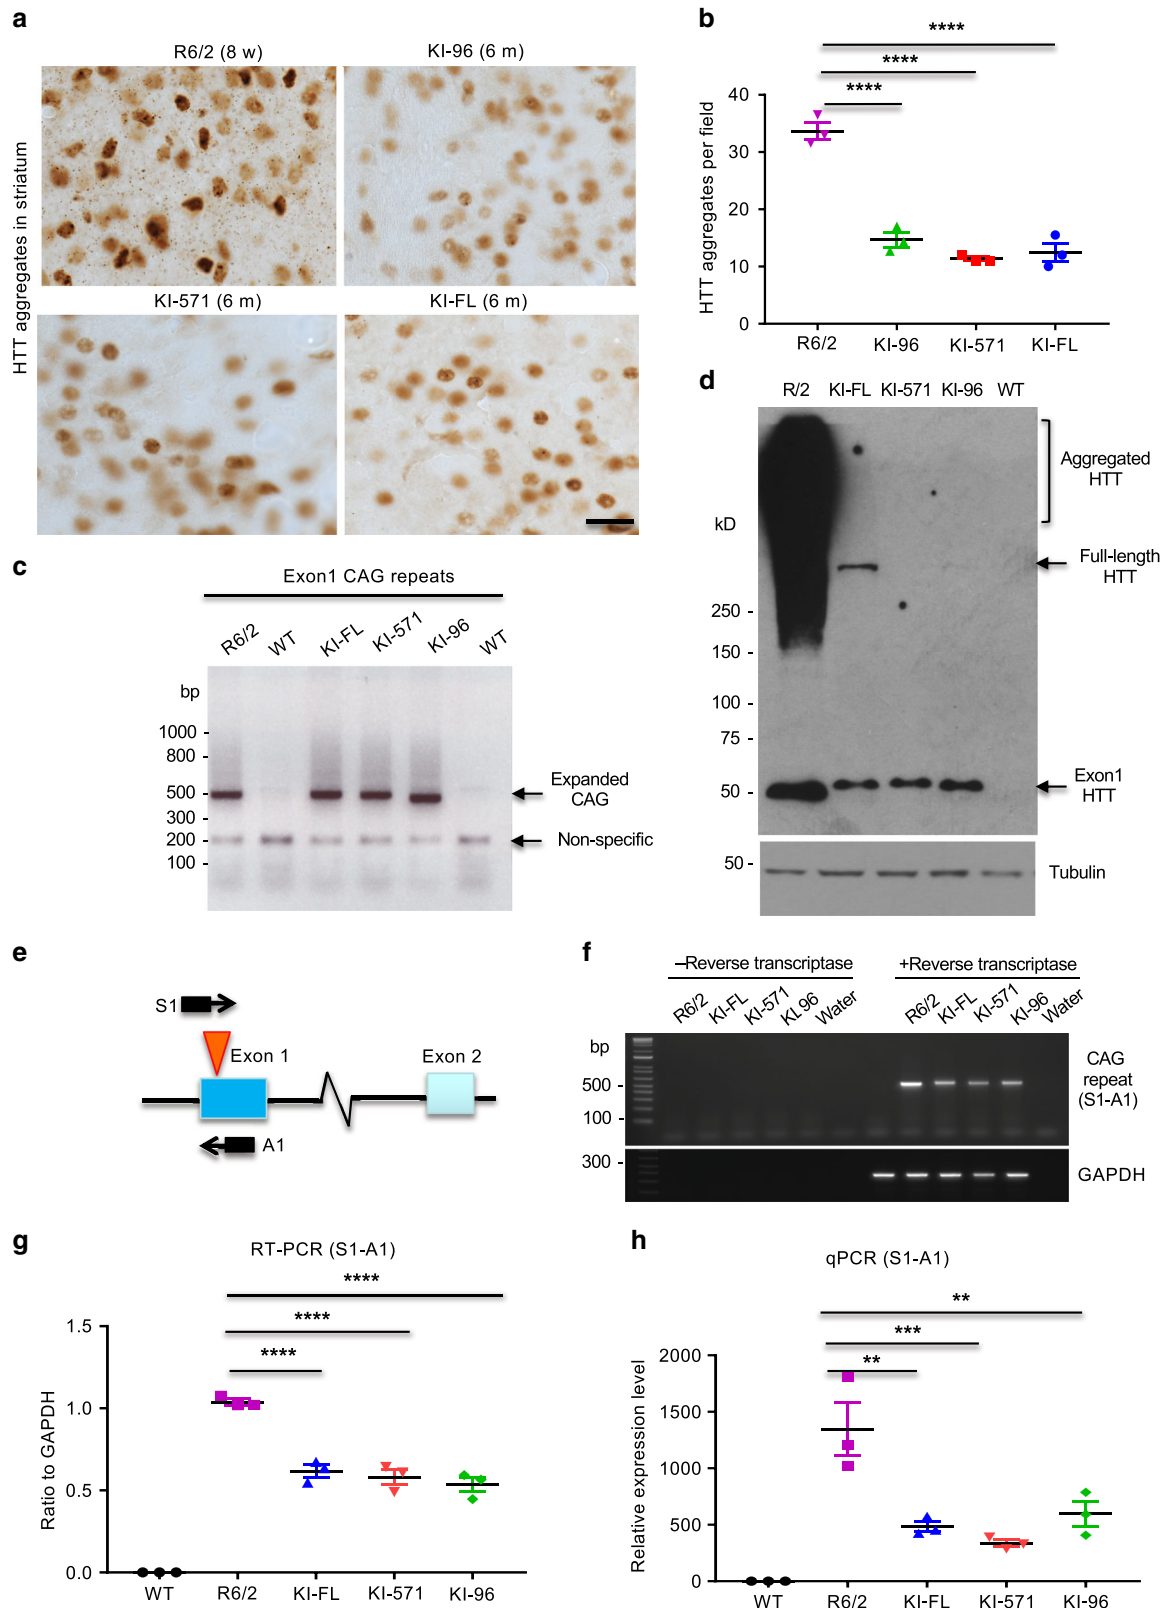 a
R6/2 (8 w)
KI-96 (6 m)
KI-571 (6 m)
KI-FL (6 m)
HTT aggregates in striatum
b
****
****
****
HTT aggregates per field
40
30
20
10
0
R6/2
KI-96
KI-571
KI-FL
c
Exon1 CAG repeats
R6/2
WT
KI-FL
KI-571
KI-96
WT
bp
1000 -
800 -
500 -
300 -
200 -
100 -
Expanded
CAG
Non-specific
d
R/2
KI-FL
KI-571
KI-96
WT
kD
250 -
150 -
100 -
75 -
50 -
Aggregated
HTT
Full-length
HTT
Exon1
HTT
50 -
Tubulin
e
S1
Exon 1
Exon 2
A1
f
–Reverse transcriptase
+Reverse transcriptase
R6/2
KI-FL
KI-571
KL96
Water
R6/2
KI-FL
KI-571
KI-96
Water
bp
500 -
100 -
300 -
CAG
repeat
(S1-A1)
GAPDH
g
RT-PCR (S1-A1)
****
****
****
Ratio to GAPDH
1.5
1.0
0.5
0.0
WT
R6/2
KI-FL
KI-571
KI-96
h
qPCR (S1-A1)
**
***
**
Relative expression level
2000
1500
1000
500
0
WT
R6/2
KI-FL
KI-571
KI-96